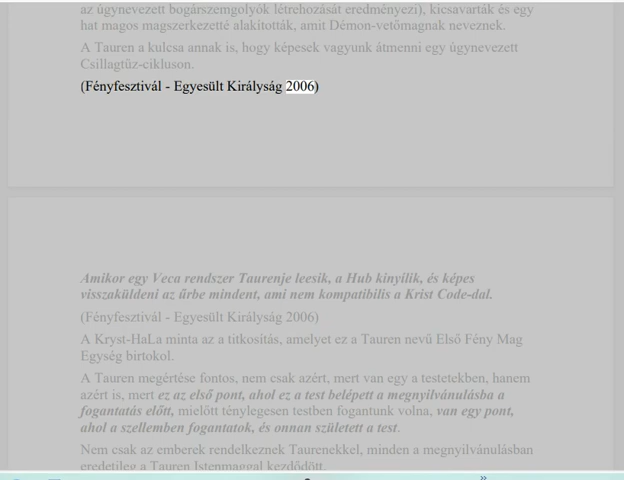 az úgynevezett bogárszemgolyók létrehozását eredményezi), kicsavarták és egy
hat magos magszerkezetté alakították, amit Démon-vetőmagnak neveznek.
A Tauren a kulcsa annak is, hogy képesek vagyunk átmenni egy úgynevezett
Csillagtűz-cikluson.
(Fényfesztivál - Egyesült Királyság 2006)
Amikor egy Veca rendszer Taurenje leesik, a Hub kinyílik, és képes
visszaküldeni az űrbe mindent, ami nem kompatibilis a Krist Code-dal.
(Fényfesztivál - Egyesült Királyság 2006)
A Kryst-HaLa minta az a titkosítás, amelyet ez a Tauren nevű Első Fény Mag
Egység birtokol.
A Tauren megértése fontos, nem csak azért, mert van egy a testetekben, hanem
azért is, mert ez az első pont, ahol ez a test belépett a megnyilvánulásba a
fogantatás előtt, mielőtt ténylegesen testben fogantunk volna, van egy pont,
ahol a szellemben fogantatok, és onnan született a test.
Nem csak az emberek rendelkeznek Taurenekkel, minden a megnyilvánulásban
eredetileg a Tauren Istenmaggal kezdődött.